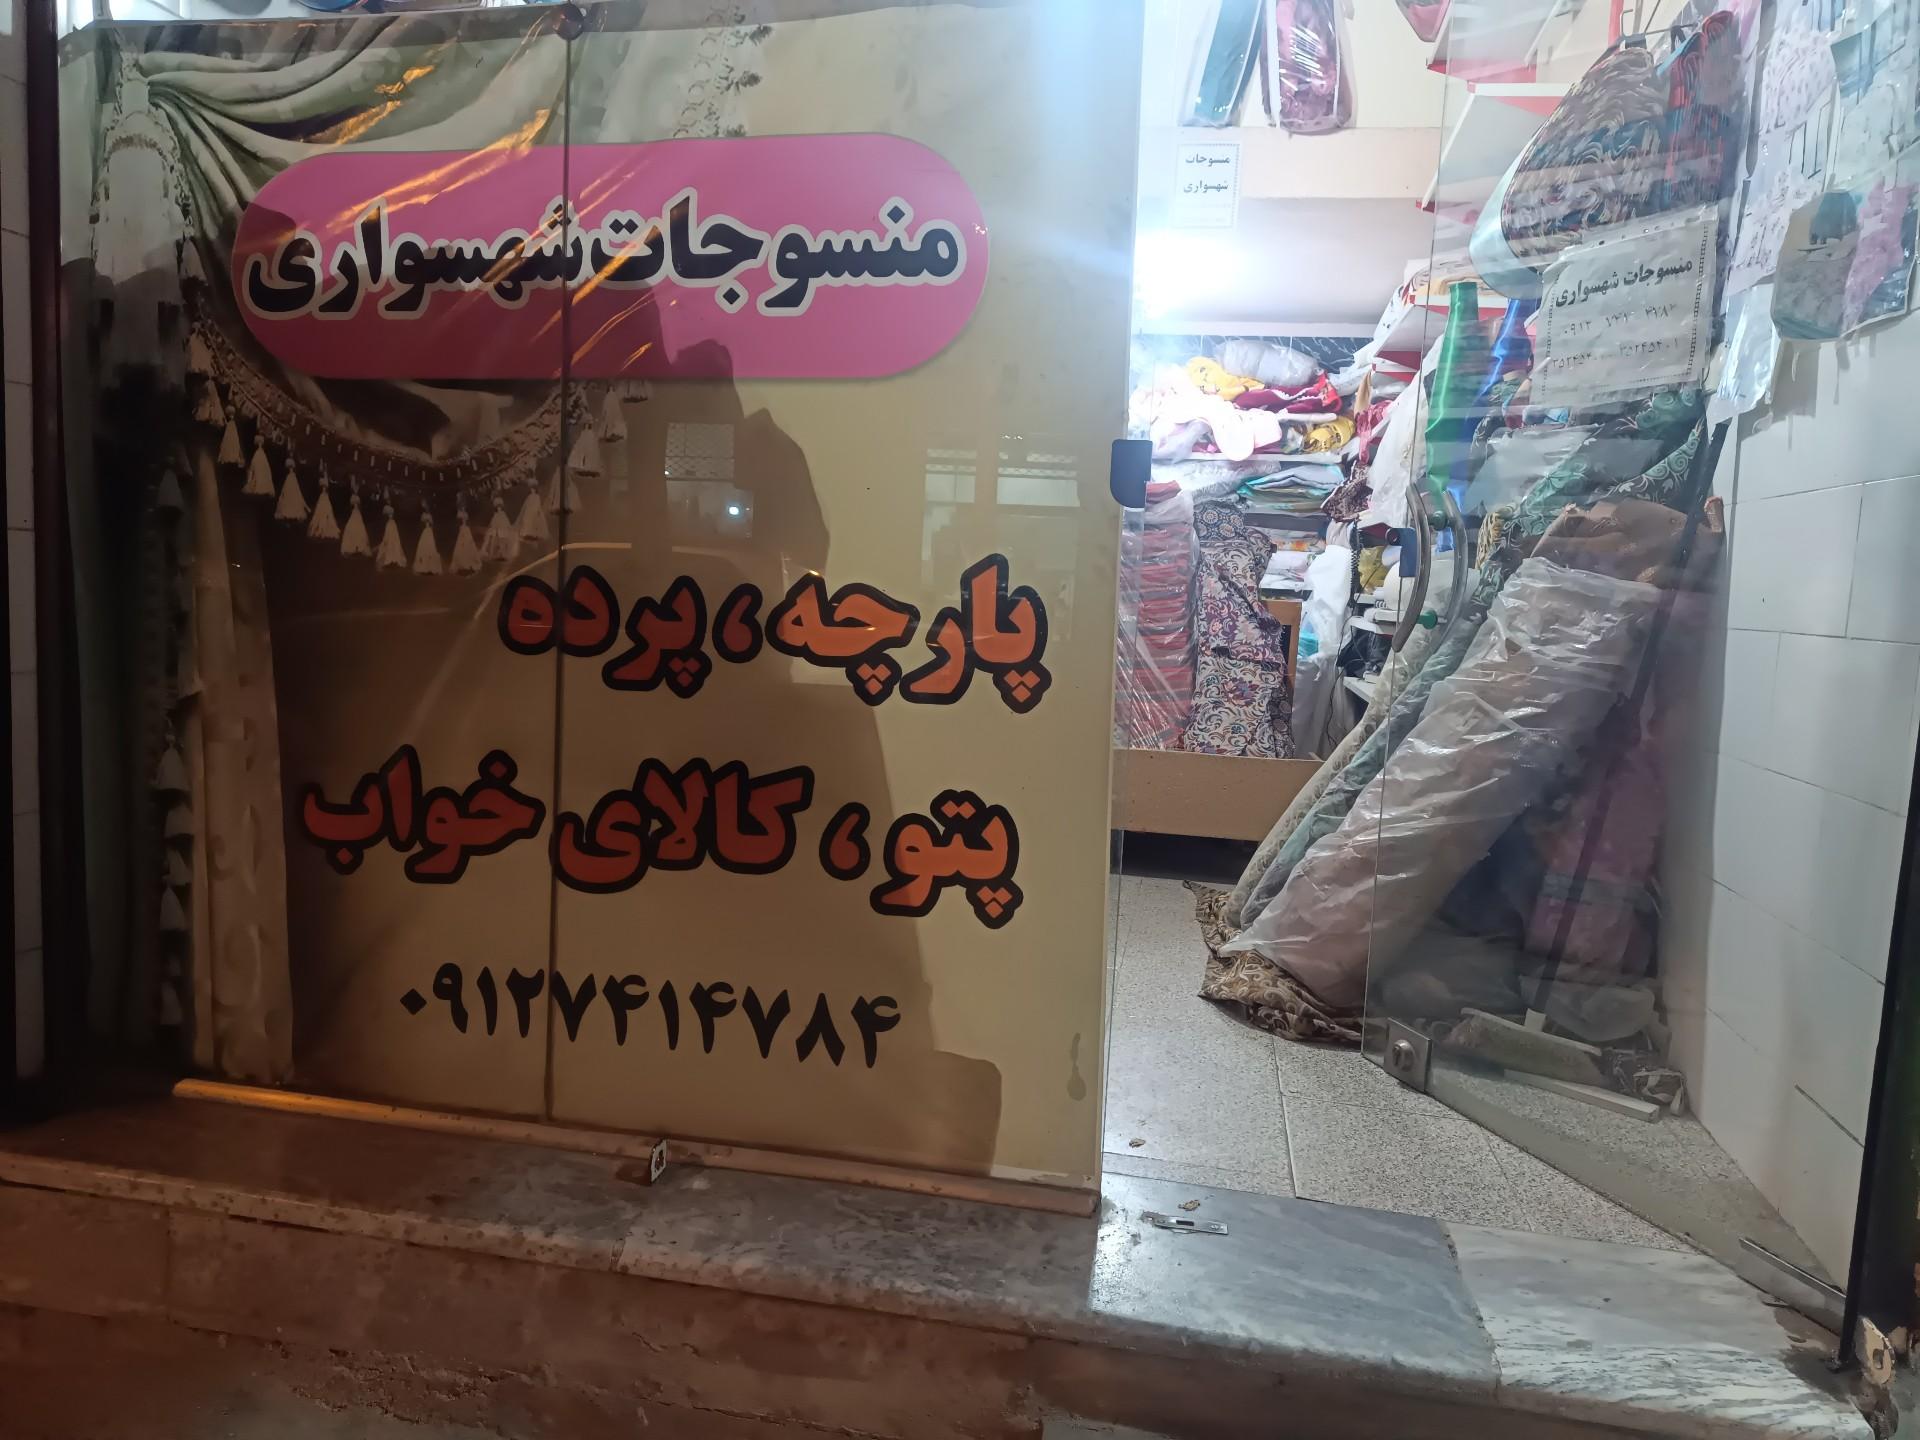 منسوجات شهسواری
پارچه، پرده
پتو، کالای خواب
۰۹۱۲۷۴۱۴۷۸۴
منسوجات
شهسواری
منسوجات شهسواری